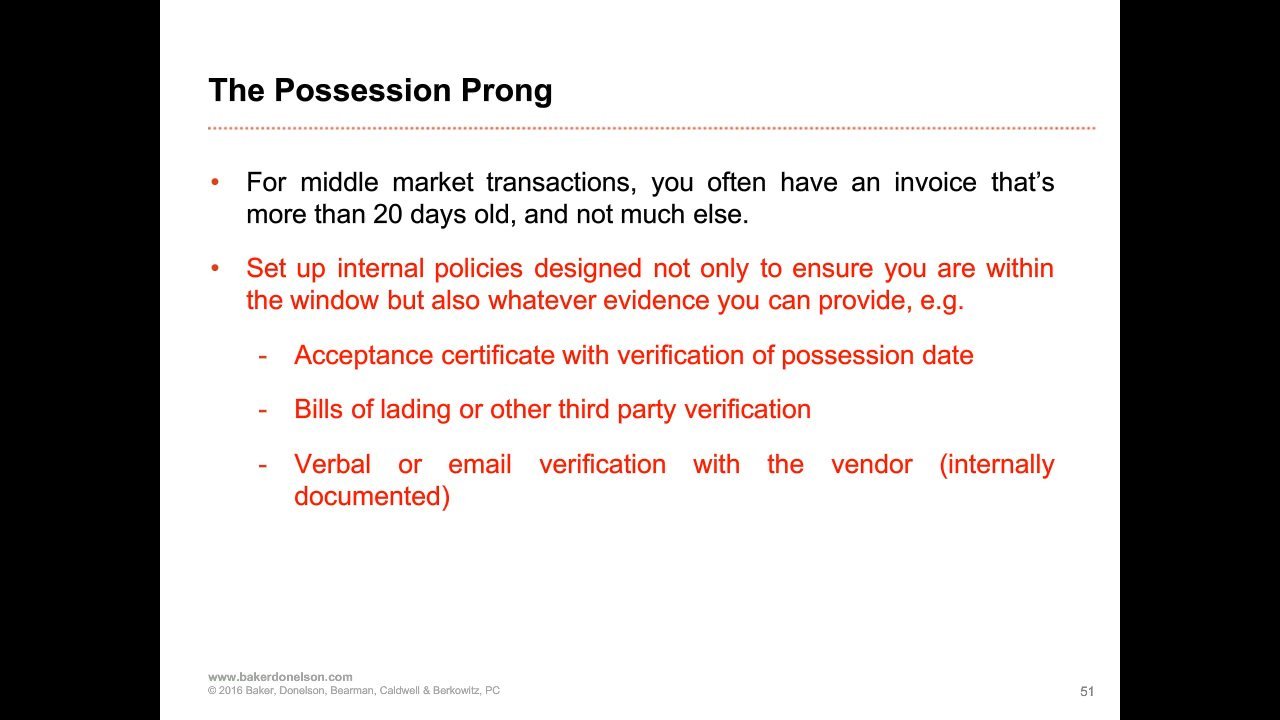 The Possession Prong
• For middle market transactions, you often have an invoice that's
more than 20 days old, and not much else.
• Set up internal policies designed not only to ensure you are within
the window but also whatever evidence you can provide, e.g.
- Acceptance certificate with verification of possession date
- Bills of lading or other third party verification
- Verbal or email verification with the vendor (internally
documented)
www.bakerdonelson.com
© 2016 Baker, Donelson, Bearman, Caldwell & Berkowitz, PC
51